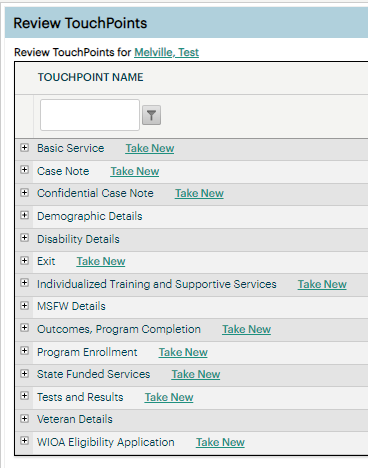 Review TouchPoints
Review TouchPoints for Melville, Test
TOUCHPOINT NAME
Basic Service Take New
Case Note Take New
Confidential Case Note Take New
Demographic Details
Disability Details
Exit Take New
Individualized Training and Supportive Services Take New
MSFW Details
Outcomes, Program Completion Take New
Program Enrollment Take New
State Funded Services Take New
Tests and Results Take New
Veteran Details
WIOA Eligibility Application Take New